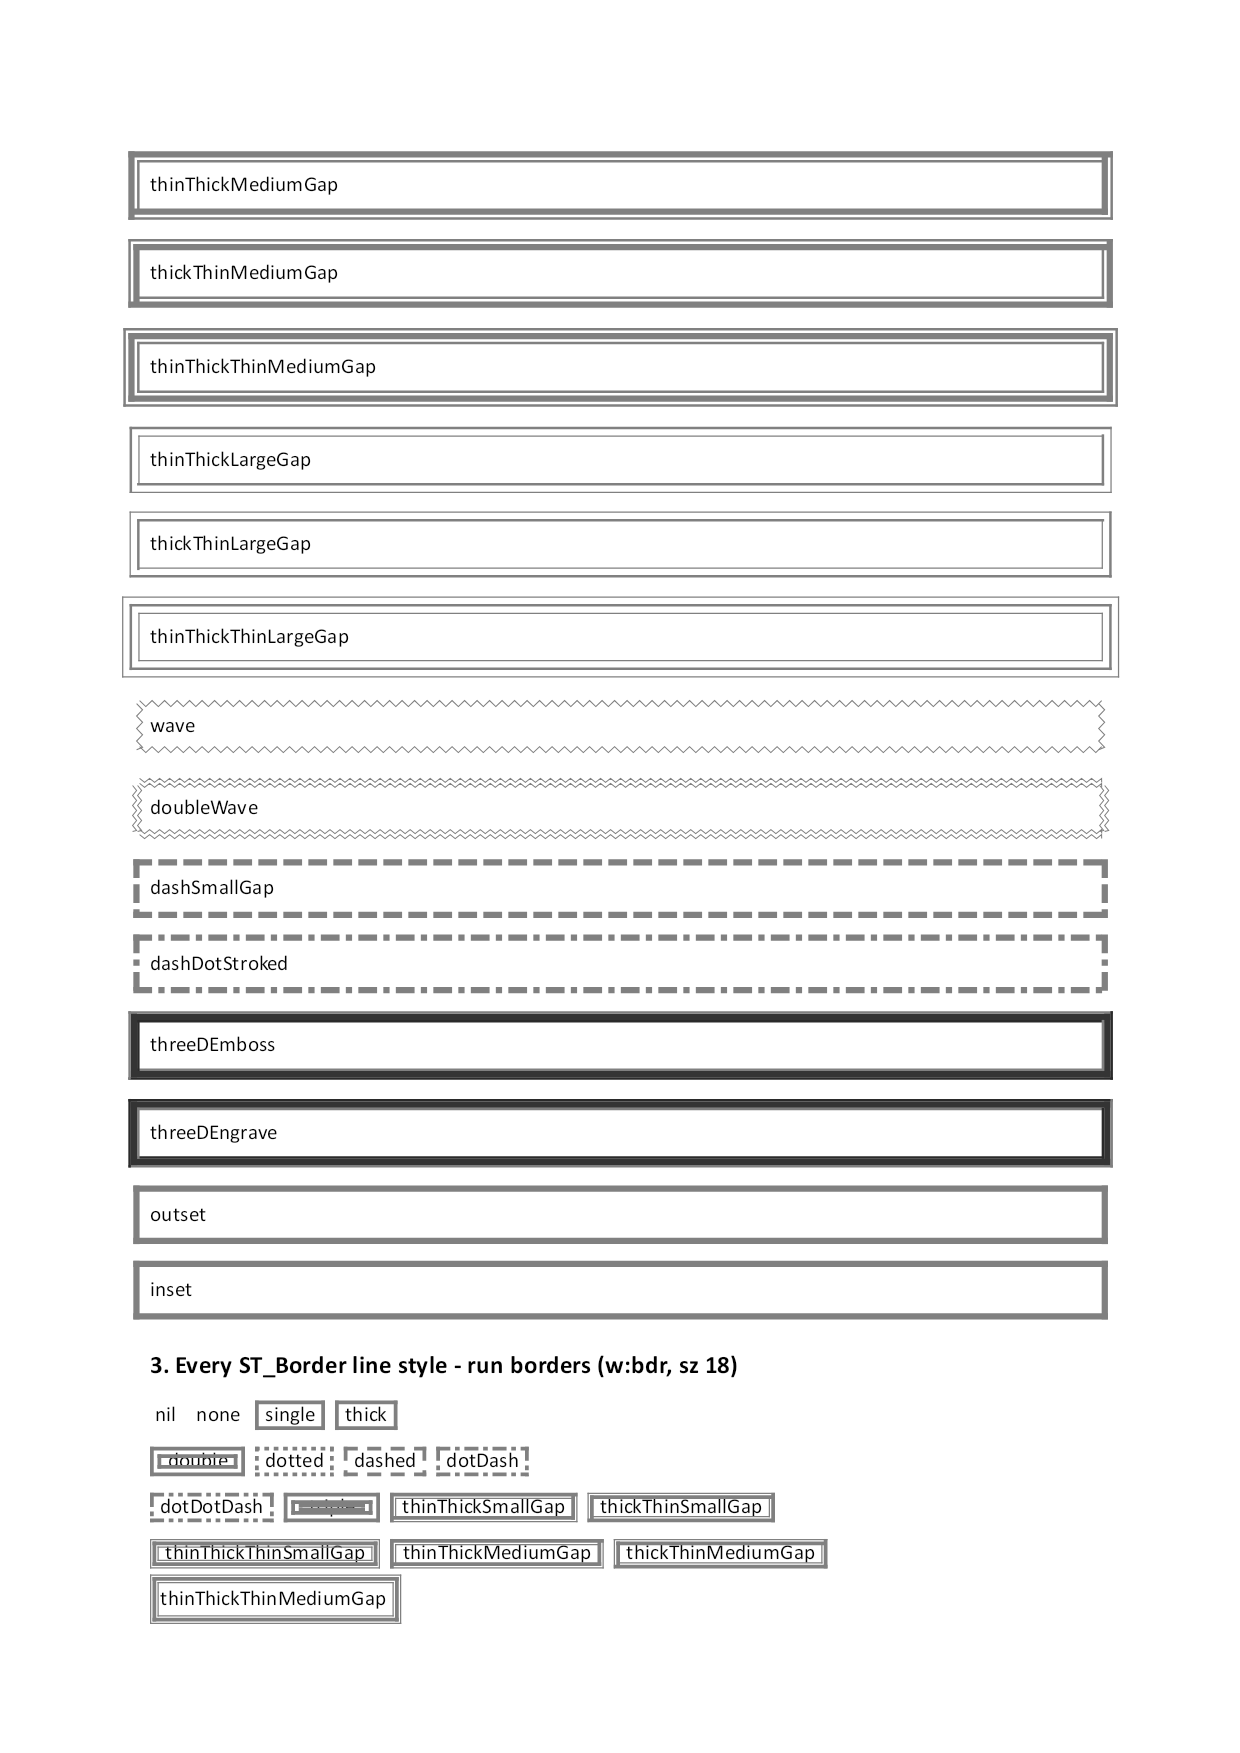 thinThickMediumGap
thickThinMediumGap
thinThickThinMediumGap
thinThickLargeGap
thickThinLargeGap
thinThickThinLargeGap
wave
doubleWave
dashSmallGap
dashDotStroked
threeDEmboss
threeDEngrave
outset
inset
3. Every ST_Border line style - run borders (w:bdr, sz 18)
nil none single thick
double dotted dashed dotDash
dotDotDash thinThickSmallGap thickThinSmallGap
thinThickThinSmallGap thinThickMediumGap thickThinMediumGap
thinThickThinMediumGap